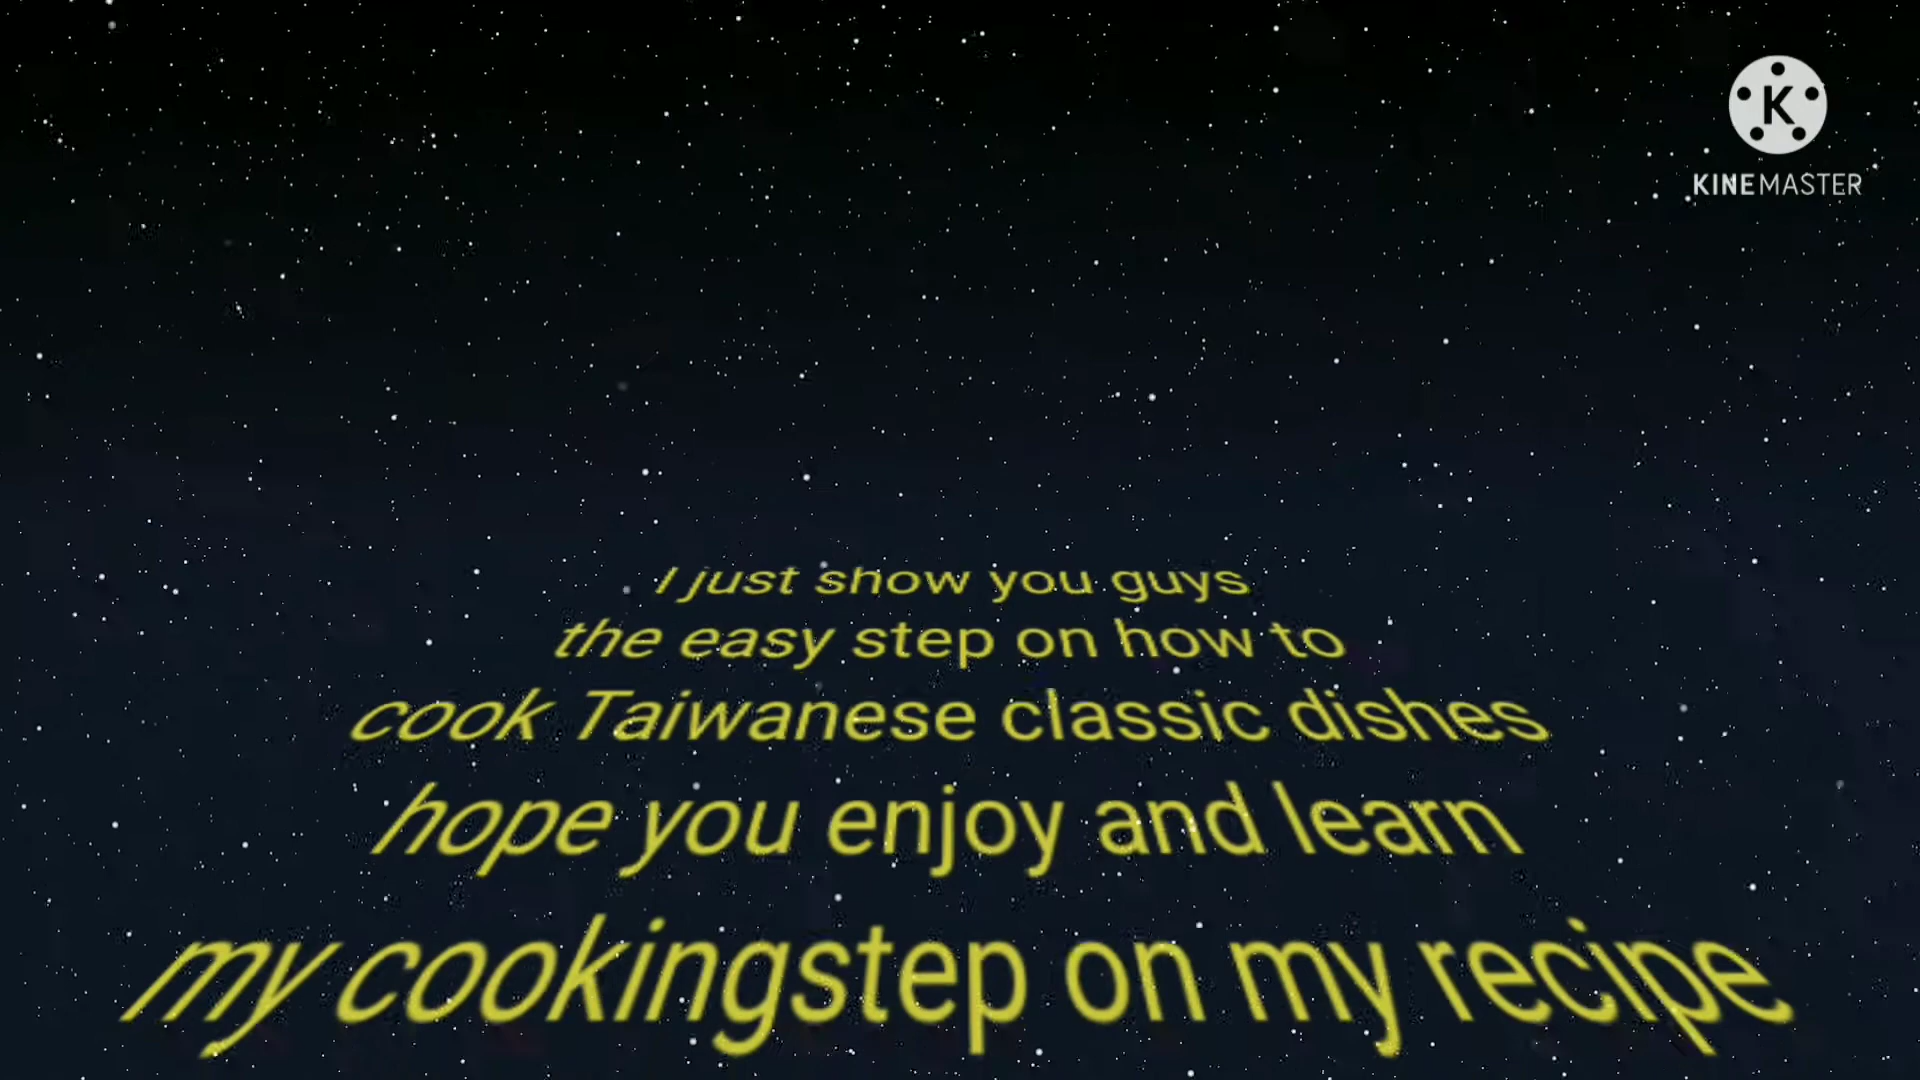 K
KINEMASTER
I just show you guys
the easy step on how to
cook Taiwanese classic dishes
hope you enjoy and learn
my cookingstep on my recipe